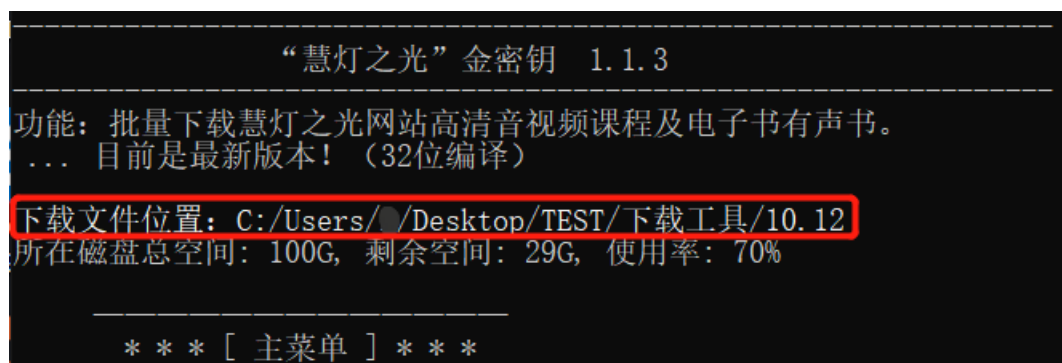 “慧灯之光”金密钥 1.1.3
功能：批量下载慧灯之光网站高清音视频课程及电子书有声书。
... 目前是最新版本！（32位编译）
下载文件位置：C:/Users/ /Desktop/TEST/下载工具/10.12
所在磁盘总空间：100G，剩余空间：29G，使用率：70%
* * * [ 主菜单 ] * * *